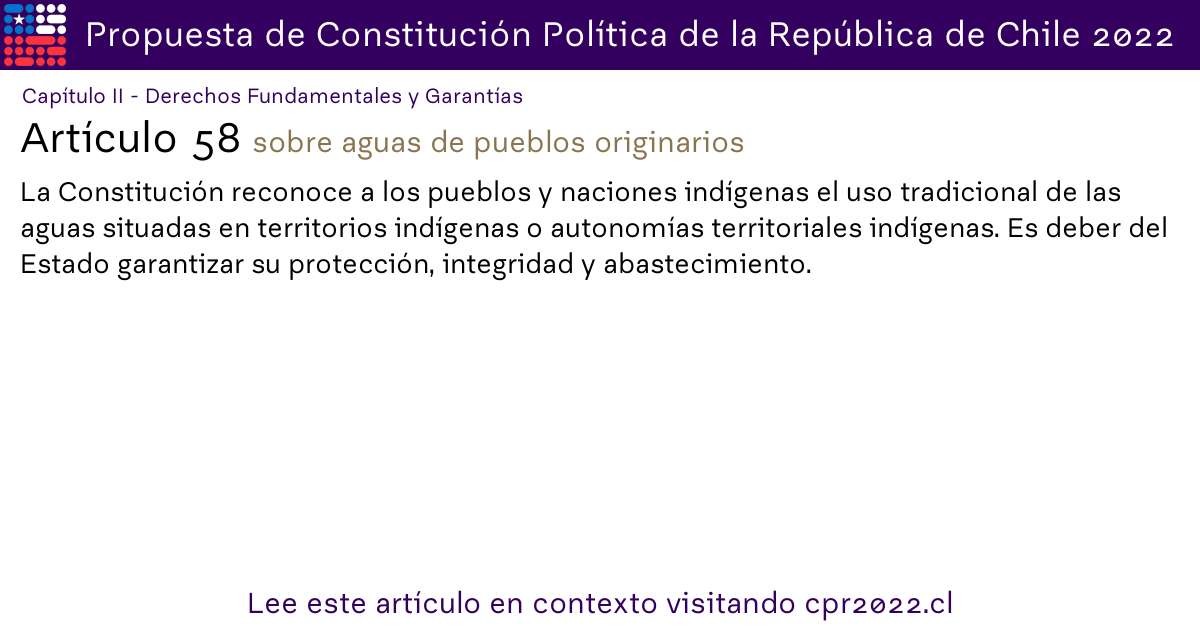 Propuesta de Constitución Política de la República de Chile 2022
Capítulo II - Derechos Fundamentales y Garantías
Artículo 58 sobre aguas de pueblos originarios
La Constitución reconoce a los pueblos y naciones indígenas el uso tradicional de las
aguas situadas en territorios indígenas o autonomías territoriales indígenas. Es deber del
Estado garantizar su protección, integridad y abastecimiento.
Lee este artículo en contexto visitando cpr2022.cl